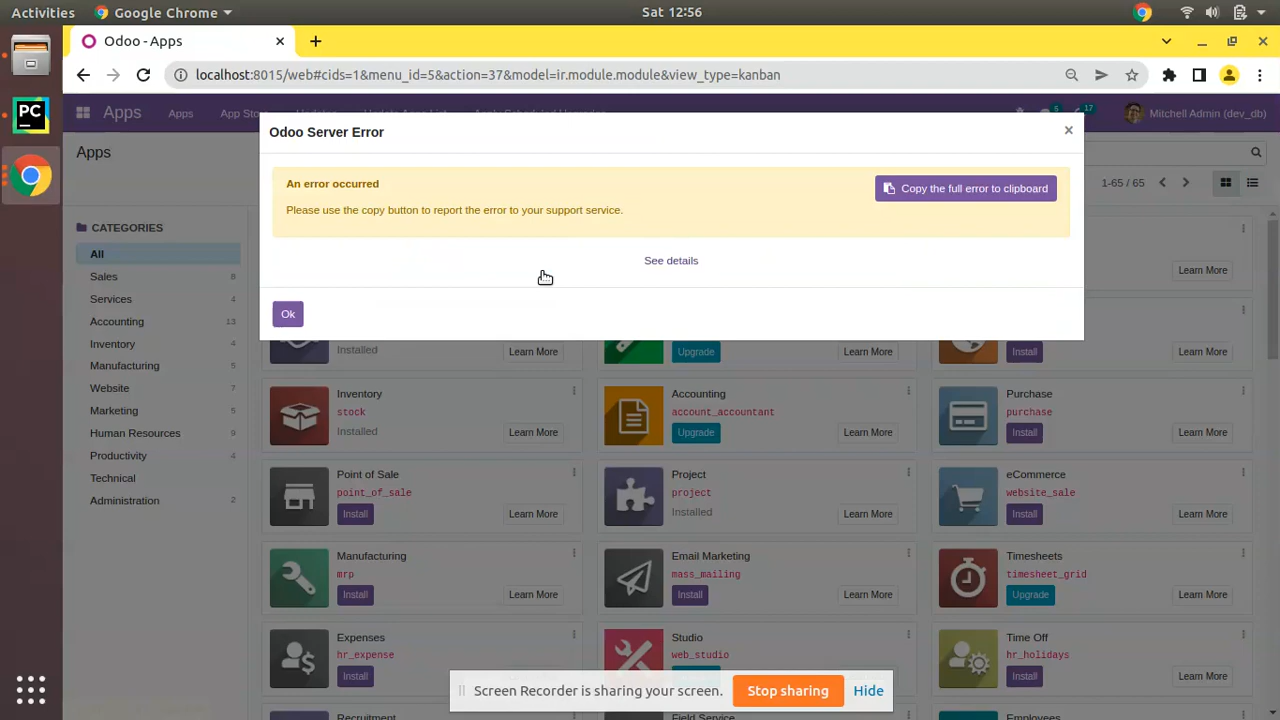 Activities
Google Chrome
Sat 12:56
Odoo - Apps
localhost:8015/web#cids=1&menu_id=5&action=37&model=ir.module.module&view_type=kanban
Apps
Apps
5
17
Mitchell Admin (dev_db)
Odoo Server Error
×
An error occurred
Please use the copy button to report the error to your support service.
Copy the full error to clipboard
See details
Ok
Apps
1-65 / 65
CATEGORIES
All
Sales 8
Services 4
Accounting 13
Inventory 4
Manufacturing 5
Website 7
Marketing 5
Human Resources 9
Productivity 4
Technical
Administration 2
Learn More
Installed
Learn More
Upgrade
Learn More
Install
Learn More
Inventory
stock
Installed
Learn More
Accounting
account_accountant
Upgrade
Learn More
Purchase
purchase
Install
Learn More
Point of Sale
point_of_sale
Install
Learn More
Project
project
Installed
Learn More
eCommerce
website_sale
Install
Learn More
Manufacturing
mrp
Install
Learn More
Email Marketing
mass_mailing
Install
Learn More
Timesheets
timesheet_grid
Upgrade
Learn More
Expenses
hr_expense
Install
Learn More
Studio
web_studio
Learn More
Time Off
hr_holidays
Install
Learn More
Screen Recorder is sharing your screen.
Stop sharing
Hide
Recruitment
Field Service
Employees
PC